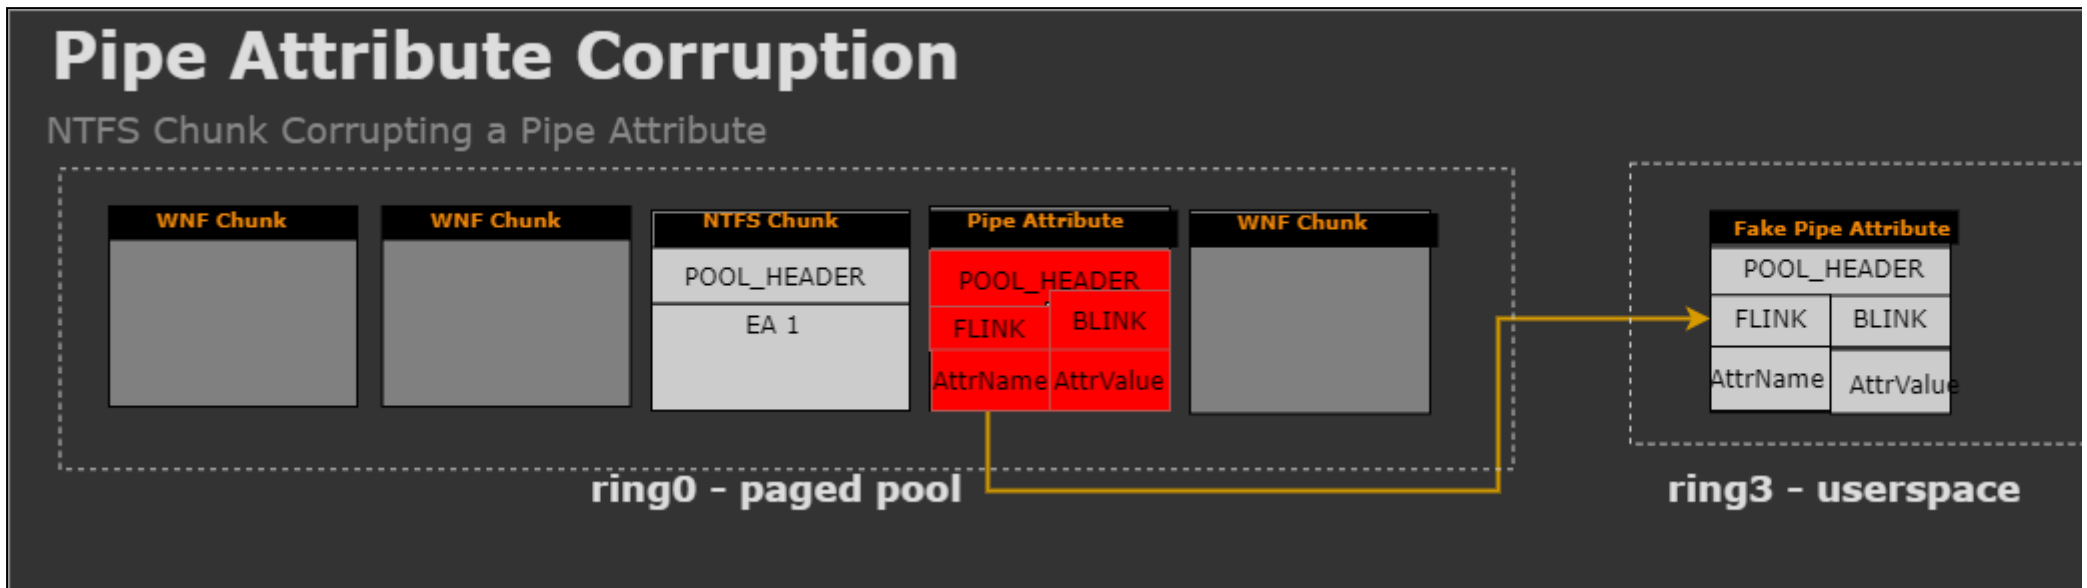 Pipe Attribute Corruption
NTFS Chunk Corrupting a Pipe Attribute
WNF Chunk
WNF Chunk
NTFS Chunk
POOL_HEADER
EA 1
Pipe Attribute
POOL_HEADER
FLINK
BLINK
AttrName
AttrValue
WNF Chunk
Fake Pipe Attribute
POOL_HEADER
FLINK
BLINK
AttrName
AttrValue
ring0 - paged pool
ring3 - userspace